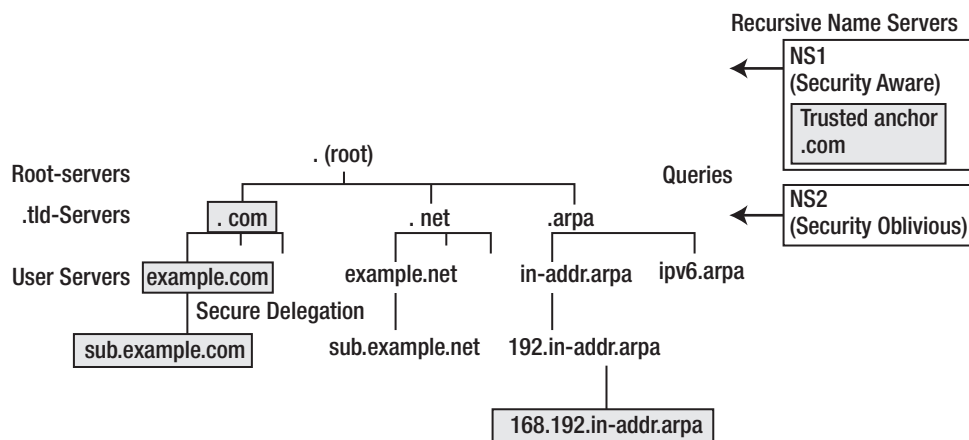 Recursive Name Servers
NS1
(Security Aware)
Trusted anchor
.com
. (root)
Root-servers
Queries
.tld-Servers
. com
. net
.arpa
NS2
(Security Oblivious)
User Servers
example.com
example.net
in-addr.arpa
ipv6.arpa
Secure Delegation
sub.example.com
sub.example.net
192.in-addr.arpa
168.192.in-addr.arpa